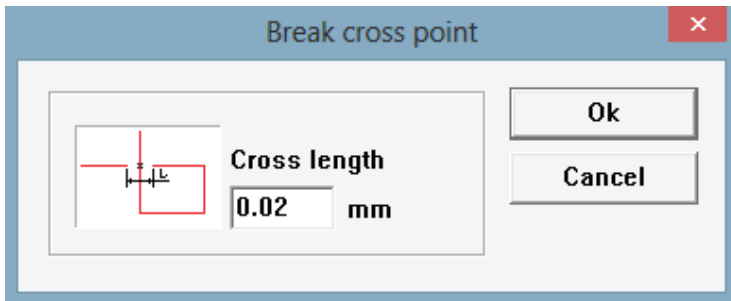 Break cross point
Ok
Cross length
L
0.02 mm
Cancel